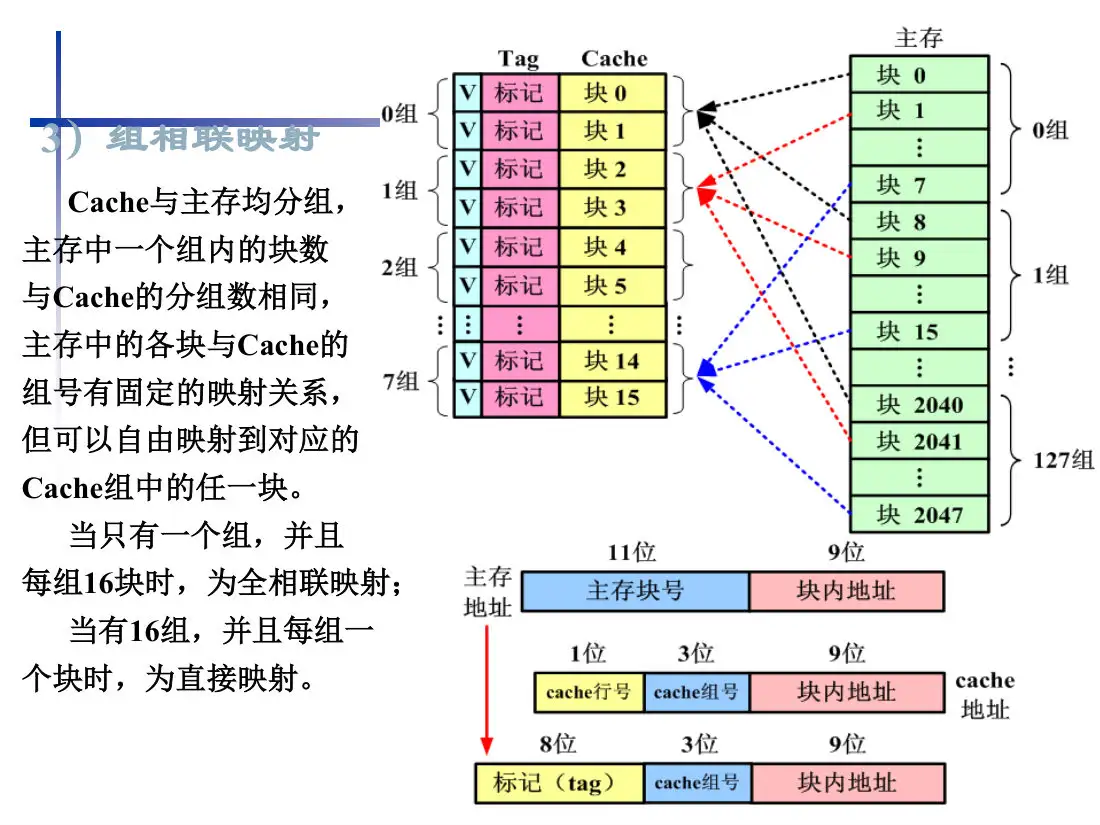 3）组相联映射
Cache与主存均分组，
主存中一个组内的块数
与Cache的分组数相同，
主存中的各块与Cache的
组号有固定的映射关系，
但可以自由映射到对应的
Cache组中的任一块。
当只有一个组，并且
每组16块时，为全相联映射；
当有16组，并且每组一
个块时，为直接映射。
Tag Cache
0组
V 标记 块 0
V 标记 块 1
1组
V 标记 块 2
V 标记 块 3
2组
V 标记 块 4
V 标记 块 5
⋮ ⋮ ⋮ ⋮ ⋮
7组
V 标记 块 14
V 标记 块 15
主存
块 0
块 1
⋮
块 7
0组
块 8
块 9
⋮
块 15
1组
⋮ ⋮
块 2040
块 2041
⋮
块 2047
127组
11位 9位
主存
地址
主存块号 块内地址
1位 3位 9位
cache行号 cache组号 块内地址
cache
地址
8位 3位 9位
标记（tag） cache组号 块内地址